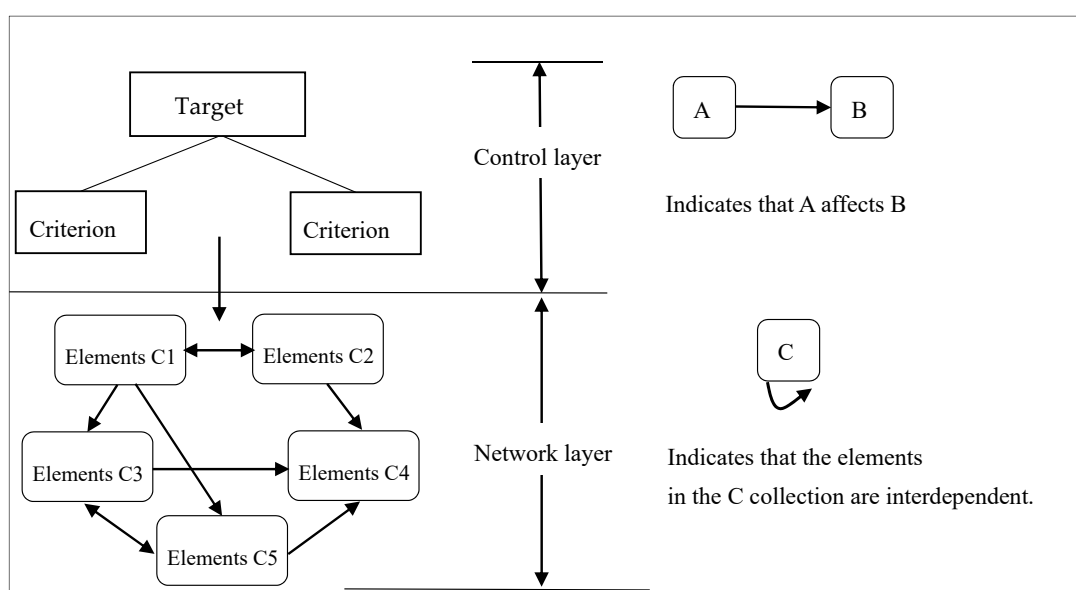 Target
Criterion
Criterion
Control layer
A
B
Indicates that A affects B
Elements C1
Elements C2
Elements C3
Elements C4
Elements C5
Network layer
C
Indicates that the elements
in the C collection are interdependent.